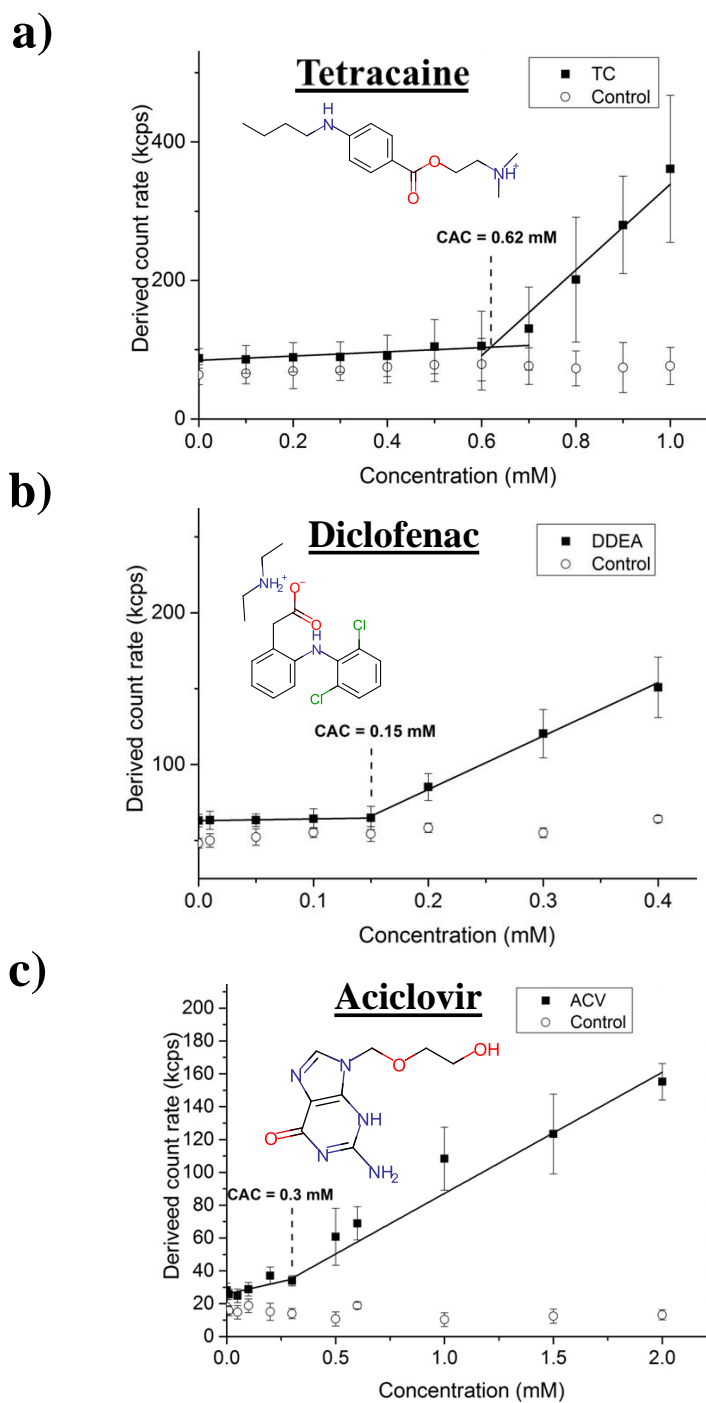 a)
Tetracaine
TC
Control
H
N
O
O
NH+
CAC = 0.62 mM
Derived count rate (kcps)
400
200
0
0.0 0.2 0.4 0.6 0.8 1.0
Concentration (mM)
b)
Diclofenac
DDEA
Control
NH2+
O−
O
H
N
Cl
Cl
CAC = 0.15 mM
Derived count rate (kcps)
200
100
0.0 0.1 0.2 0.3 0.4
Concentration (mM)
c)
Aciclovir
ACV
Control
OH
O
N
N
NH
O
N
NH2
CAC = 0.3 mM
Deriveed count rate (kcps)
200
180
160
140
120
100
80
60
40
20
0
0.0 0.5 1.0 1.5 2.0
Concentration (mM)